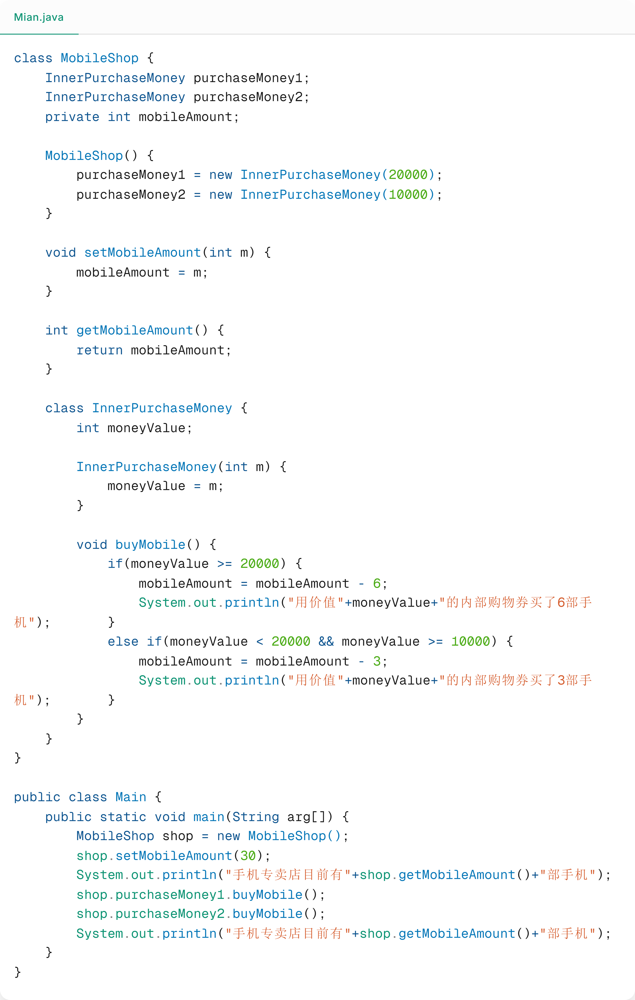 Mian.java
class MobileShop {
    InnerPurchaseMoney purchaseMoney1;
    InnerPurchaseMoney purchaseMoney2;
    private int mobileAmount;
    MobileShop() {
        purchaseMoney1 = new InnerPurchaseMoney(20000);
        purchaseMoney2 = new InnerPurchaseMoney(10000);
    }
    void setMobileAmount(int m) {
        mobileAmount = m;
    }
    int getMobileAmount() {
        return mobileAmount;
    }
    class InnerPurchaseMoney {
        int moneyValue;
        InnerPurchaseMoney(int m) {
            moneyValue = m;
        }
        void buyMobile() {
            if(moneyValue >= 20000) {
                mobileAmount = mobileAmount - 6;
                System.out.println("用价值"+moneyValue+"的内部购物券买了6部手
机");        }
            else if(moneyValue < 20000 && moneyValue >= 10000) {
                mobileAmount = mobileAmount - 3;
                System.out.println("用价值"+moneyValue+"的内部购物券买了3部手
机");        }
        }
    }
}
public class Main {
    public static void main(String arg[]) {
        MobileShop shop = new MobileShop();
        shop.setMobileAmount(30);
        System.out.println("手机专卖店目前有"+shop.getMobileAmount()+"部手机");
        shop.purchaseMoney1.buyMobile();
        shop.purchaseMoney2.buyMobile();
        System.out.println("手机专卖店目前有"+shop.getMobileAmount()+"部手机");
    }
}